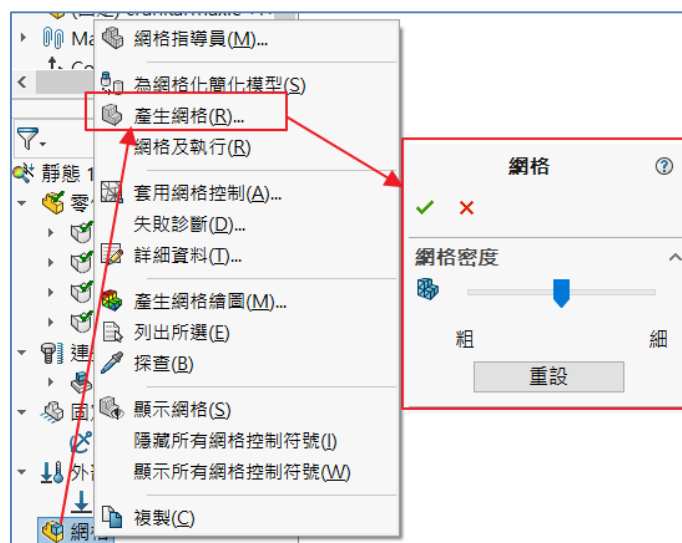 Ma
網格指導員(M)...
為網格化簡化模型(S)
產生網格(R)...
網格及執行(R)
靜態 1
套用網格控制(A)...
失敗診斷(D)...
詳細資料(T)...
產生網格繪圖(M)...
列出所選(E)
探查(B)
顯示網格(S)
隱藏所有網格控制符號(I)
顯示所有網格控制符號(W)
複製(C)
零
連
固
外
網格
網格
網格密度
粗
細
重設